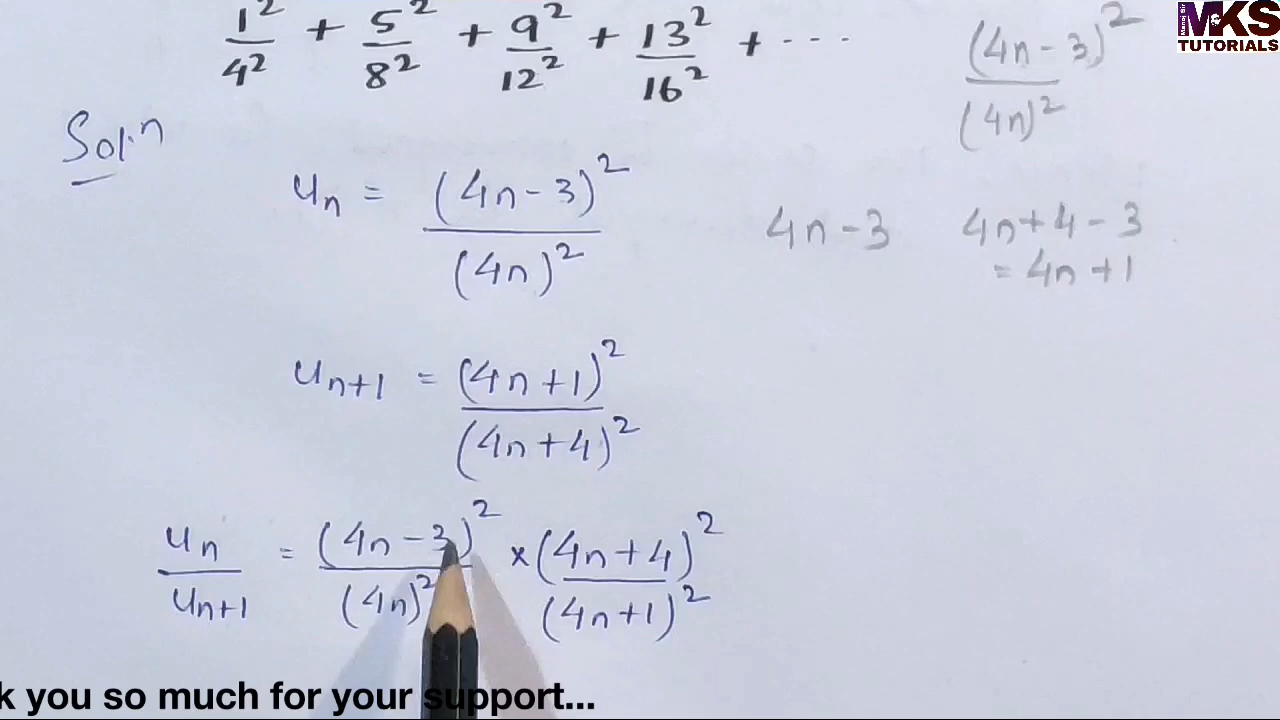 1²/4² + 5²/8² + 9²/12² + 13²/16² + ...
(4n-3)²/(4n)²
MKS
TUTORIALS
Sol.n
un = (4n-3)²/(4n)²
4n-3
4n+4-3
= 4n+1
un+1 = (4n+1)²/(4n+4)²
un/un+1 = (4n-3)²/(4n)² × (4n+4)²/(4n+1)²
k you so much for your support...